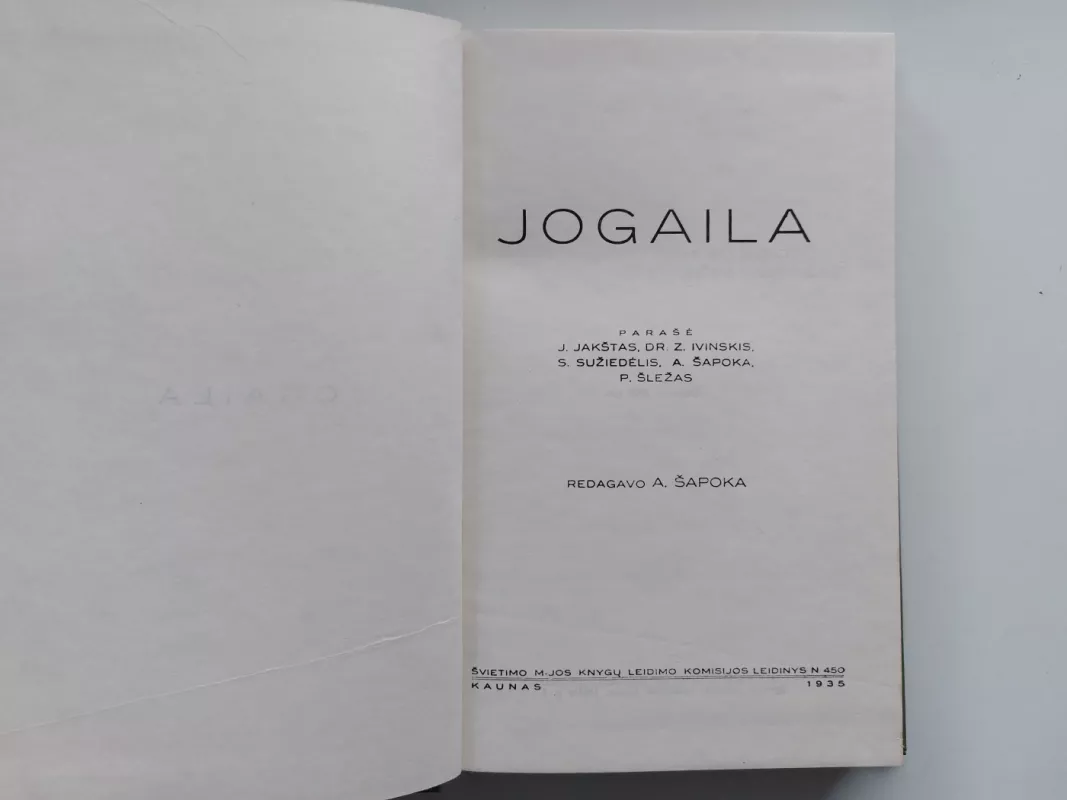 JOGAILA
PARAŠĖ
J. JAKŠTAS, DR. Z. IVINSKIS,
S. SUŽIEDĖLIS, A. ŠAPOKA,
P. ŠLEŽAS
REDAGAVO A. ŠAPOKA
ŠVIETIMO M-JOS KNYGŲ LEIDIMO KOMISIJOS LEIDINYS N 450
KAUNAS 1935